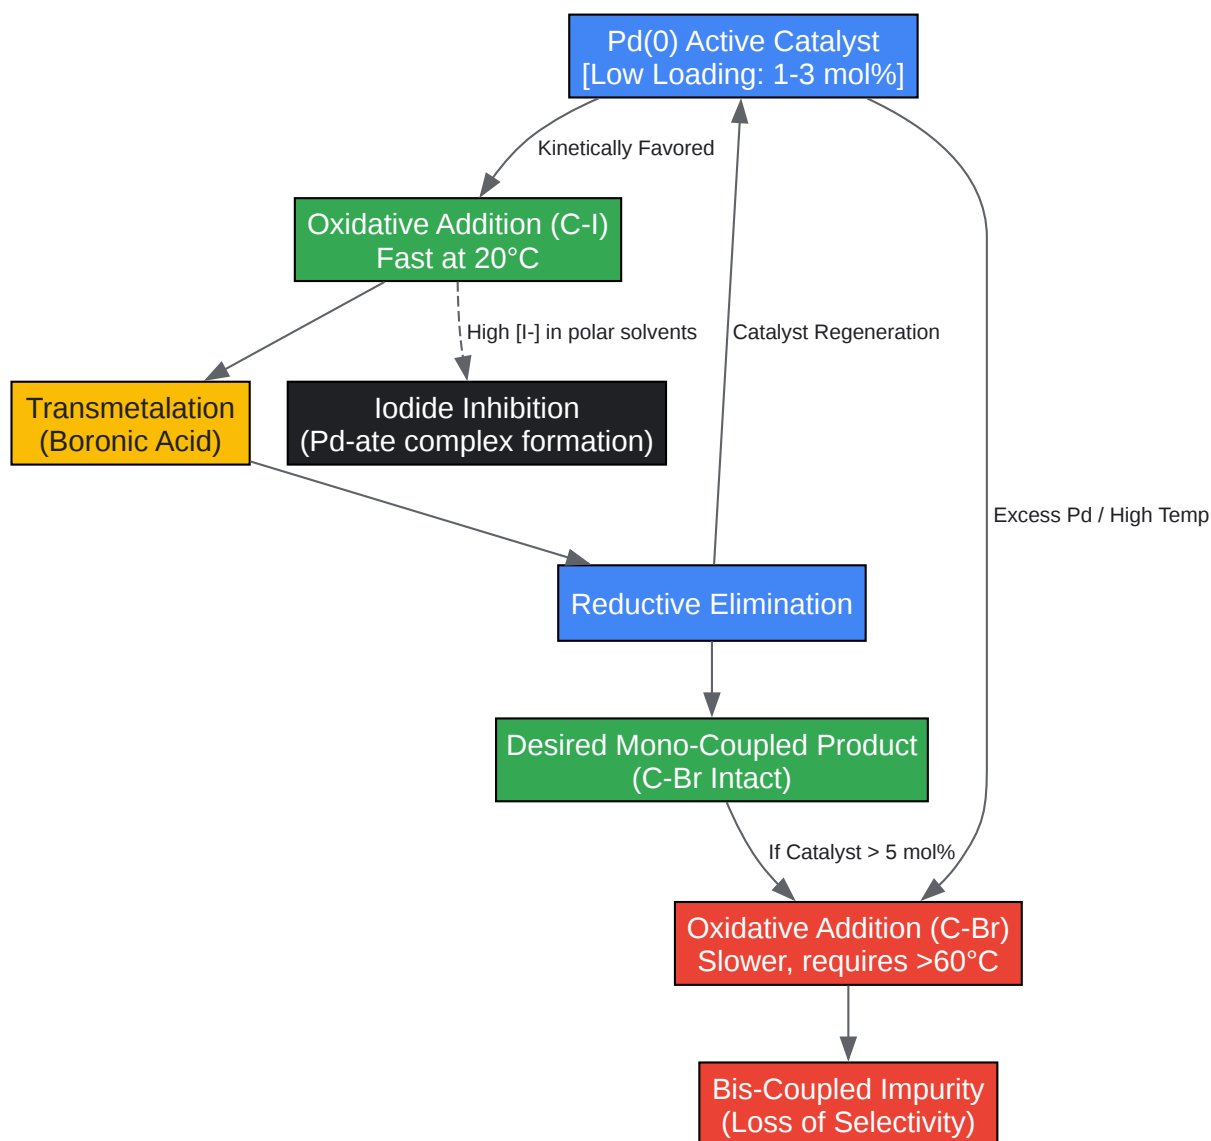 Pd(0) Active Catalyst
[Low Loading: 1-3 mol%]
Kinetically Favored
Oxidative Addition (C-I)
Fast at 20°C
High [I-] in polar solvents
Catalyst Regeneration
Transmetalation
(Boronic Acid)
Iodide Inhibition
(Pd-ate complex formation)
Excess Pd / High Temp
Reductive Elimination
Desired Mono-Coupled Product
(C-Br Intact)
If Catalyst > 5 mol%
Oxidative Addition (C-Br)
Slower, requires >60°C
Bis-Coupled Impurity
(Loss of Selectivity)